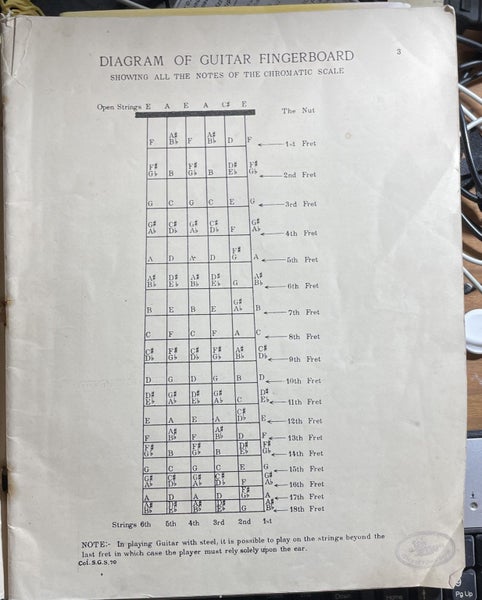 3
DIAGRAM OF GUITAR FINGERBOARD
SHOWING ALL THE NOTES OF THE CHROMATIC SCALE
Open Strings E A E A C♯ E The Nut
A♯ A♯
F B♭ F B♭ D F 1st Fret
F♯ F♯ D♯ F♯
G♭ B G♭ B E♭ G♭ 2nd Fret
G C G C E G 3rd Fret
G♯ C♯ G♯ C♯ G♯
A♭ D♭ A♭ D♭ F A♭ 4th Fret
F♯
A D A D G A 5th Fret
A♯ D♯ A♯ D♯ A♯
B♭ E♭ B♭ E♭ G B♭ 6th Fret
G♯
B E B E A♭ B 7th Fret
C F C F A C 8th Fret
C♯ F♯ C♯ F♯ A♯ C♯
D♭ G♭ D♭ G♭ B♭ D♭ 9th Fret
D G D G B D 10th Fret
D♯ G♯ D♯ G♯ D♯
E♭ A♭ E♭ A♭ C E♭ 11th Fret
C♯
E A E A D♭ E 12th Fret
A♯ A♯
F B♭ F B♭ D F 13th Fret
F♯ F♯ D♯ F♯
G♭ B G♭ B E♭ G♭ 14th Fret
G C G C E G 15th Fret
G♯ C♯ G♯ C♯ G♯
A♭ D♭ A♭ D♭ F A♭ 16th Fret
A D A D A 17th Fret
B♭ E♭ B♭ E♭ G B♭ 18th Fret
Strings 6th 5th 4th 3rd 2nd 1st
NOTE:- In playing Guitar with steel, it is possible to play on the strings beyond the
last fret in which case the player must rely solely upon the ear.
Col. S.G.S. 10
Pg Up